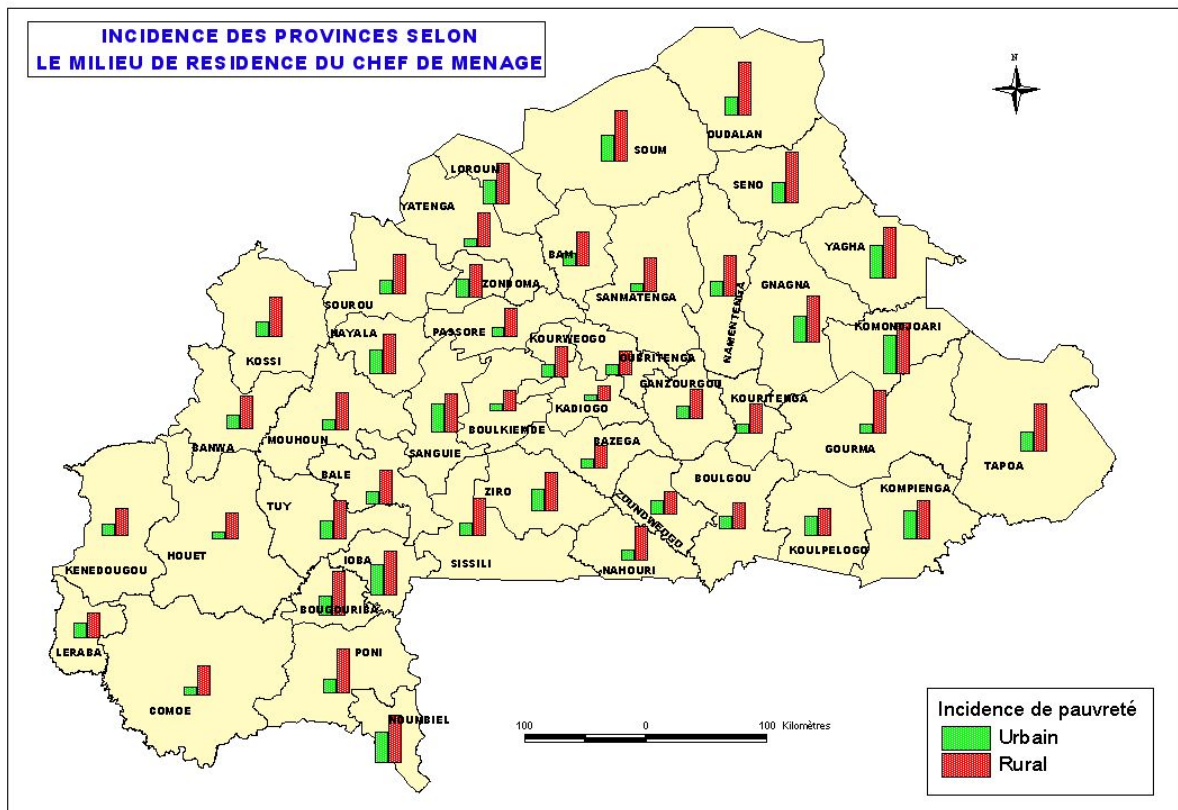 INCIDENCE DES PROVINCES SELON
LE MILIEU DE RESIDENCE DU CHEF DE MENAGE
N
OUDALAN
SOUM
LOROUM
SENO
YATENGA
YAGHA
BAM
ZONDOMA
GNAGNA
SANMATENGA
NAMENTENGA
SOUROU
KOMONDJOARI
PASSORE
NAYALA
KOURWEOGO
OUBRITENGA
KOSSI
GANZOURGOU
KOURITENGA
KADIOGO
BOULKIEMDE
MOUHOUN
BANWA
BAZEGA
SANGUIE
GOURMA
TAPOA
BALE
BOULGOU
KOMPIENGA
ZIRO
TUY
ZOUNDWEOGO
KOULPELOGO
HOUET
IOBA
SISSILI
NAHOURI
KENEDOUGOU
BOUGOURIBA
LERABA
PONI
COMOE
NOUMBIEL
100 0 100 Kilomètres
Incidence de pauvreté
Urbain
Rural